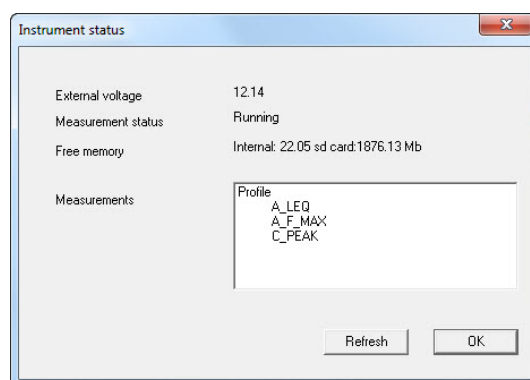 Instrument status
External voltage 12.14
Measurement status Running
Free memory Internal: 22.05 sd card:1876.13 Mb
Measurements
Profile
A_LEQ
A_F_MAX
C_PEAK
Refresh OK